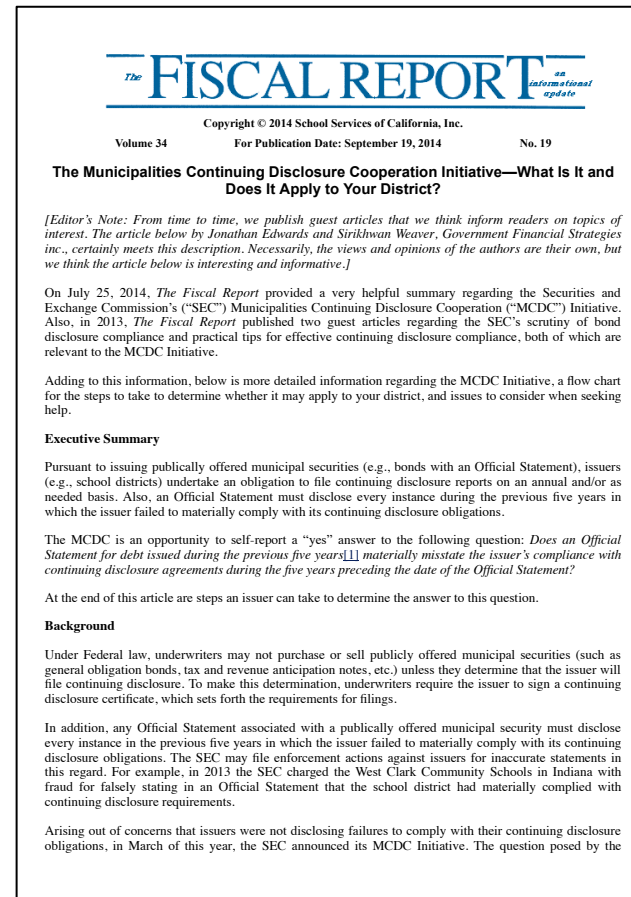 The FISCAL REPORT an informational update
Copyright © 2014 School Services of California, Inc.
Volume 34 For Publication Date: September 19, 2014 No. 19
The Municipalities Continuing Disclosure Cooperation Initiative—What Is It and
Does It Apply to Your District?
[Editor's Note: From time to time, we publish guest articles that we think inform readers on topics of
interest. The article below by Jonathan Edwards and Sirikhwan Weaver, Government Financial Strategies
inc., certainly meets this description. Necessarily, the views and opinions of the authors are their own, but
we think the article below is interesting and informative.]
On July 25, 2014, The Fiscal Report provided a very helpful summary regarding the Securities and
Exchange Commission's (“SEC”) Municipalities Continuing Disclosure Cooperation (“MCDC”) Initiative.
Also, in 2013, The Fiscal Report published two guest articles regarding the SEC's scrutiny of bond
disclosure compliance and practical tips for effective continuing disclosure compliance, both of which are
relevant to the MCDC Initiative.
Adding to this information, below is more detailed information regarding the MCDC Initiative, a flow chart
for the steps to take to determine whether it may apply to your district, and issues to consider when seeking
help.
Executive Summary
Pursuant to issuing publically offered municipal securities (e.g., bonds with an Official Statement), issuers
(e.g., school districts) undertake an obligation to file continuing disclosure reports on an annual and/or as
needed basis. Also, an Official Statement must disclose every instance during the previous five years in
which the issuer failed to materially comply with its continuing disclosure obligations.
The MCDC is an opportunity to self-report a “yes” answer to the following question: Does an Official
Statement for debt issued during the previous five years[1] materially misstate the issuer's compliance with
continuing disclosure agreements during the five years preceding the date of the Official Statement?
At the end of this article are steps an issuer can take to determine the answer to this question.
Background
Under Federal law, underwriters may not purchase or sell publicly offered municipal securities (such as
general obligation bonds, tax and revenue anticipation notes, etc.) unless they determine that the issuer will
file continuing disclosure. To make this determination, underwriters require the issuer to sign a continuing
disclosure certificate, which sets forth the requirements for filings.
In addition, any Official Statement associated with a publically offered municipal security must disclose
every instance in the previous five years in which the issuer failed to materially comply with its continuing
disclosure obligations. The SEC may file enforcement actions against issuers for inaccurate statements in
this regard. For example, in 2013 the SEC charged the West Clark Community Schools in Indiana with
fraud for falsely stating in an Official Statement that the school district had materially complied with
continuing disclosure requirements.
Arising out of concerns that issuers were not disclosing failures to comply with their continuing disclosure
obligations, in March of this year, the SEC announced its MCDC Initiative. The question posed by the